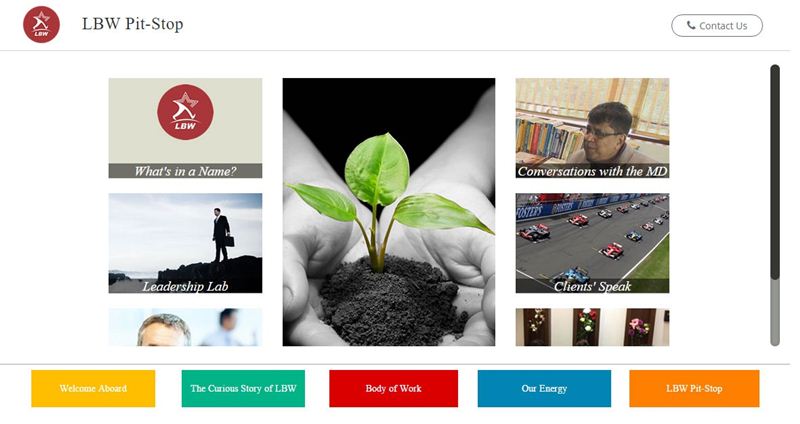 LBW
LBW Pit-Stop
Contact Us
LBW
What's in a Name?
Conversations with the MD
FOSTER'S
Leadership Lab
Clients' Speak
Welcome Aboard
The Curious Story of LBW
Body of Work
Our Energy
LBW Pit-Stop